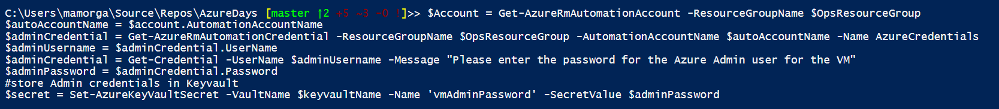 C:\Users\mamorga\Source\Repos\AzureDays [master ↑2 +5 ~3 -0 !]>> $Account = Get-AzureRmAutomationAccount -ResourceGroupName $OpsResourceGroup
$autoAccountName = $account.AutomationAccountName
$adminCredential = Get-AzureRmAutomationCredential -ResourceGroupName $OpsResourceGroup -AutomationAccountName $autoAccountName -Name AzureCredentials
$adminUsername = $adminCredential.UserName
$adminCredential = Get-Credential -UserName $adminUsername -Message "Please enter the password for the Azure Admin user for the VM"
$adminPassword = $adminCredential.Password
#store Admin credentials in Keyvault
$secret = Set-AzureKeyVaultSecret -VaultName $keyvaultName -Name 'vmAdminPassword' -SecretValue $adminPassword